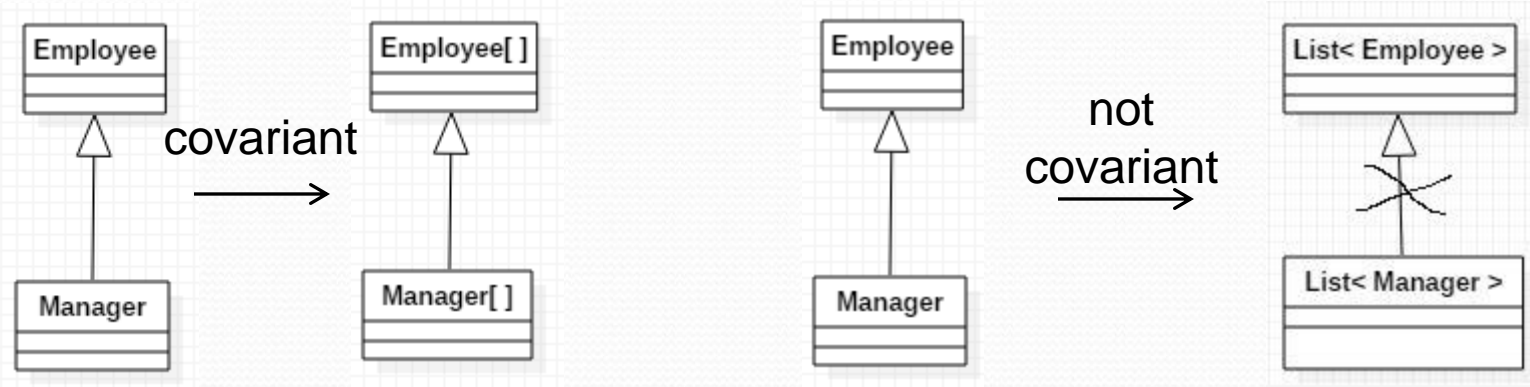 Employee
Employee[ ]
covariant
Manager
Manager[ ]
Employee
List< Employee >
not
covariant
Manager
List< Manager >